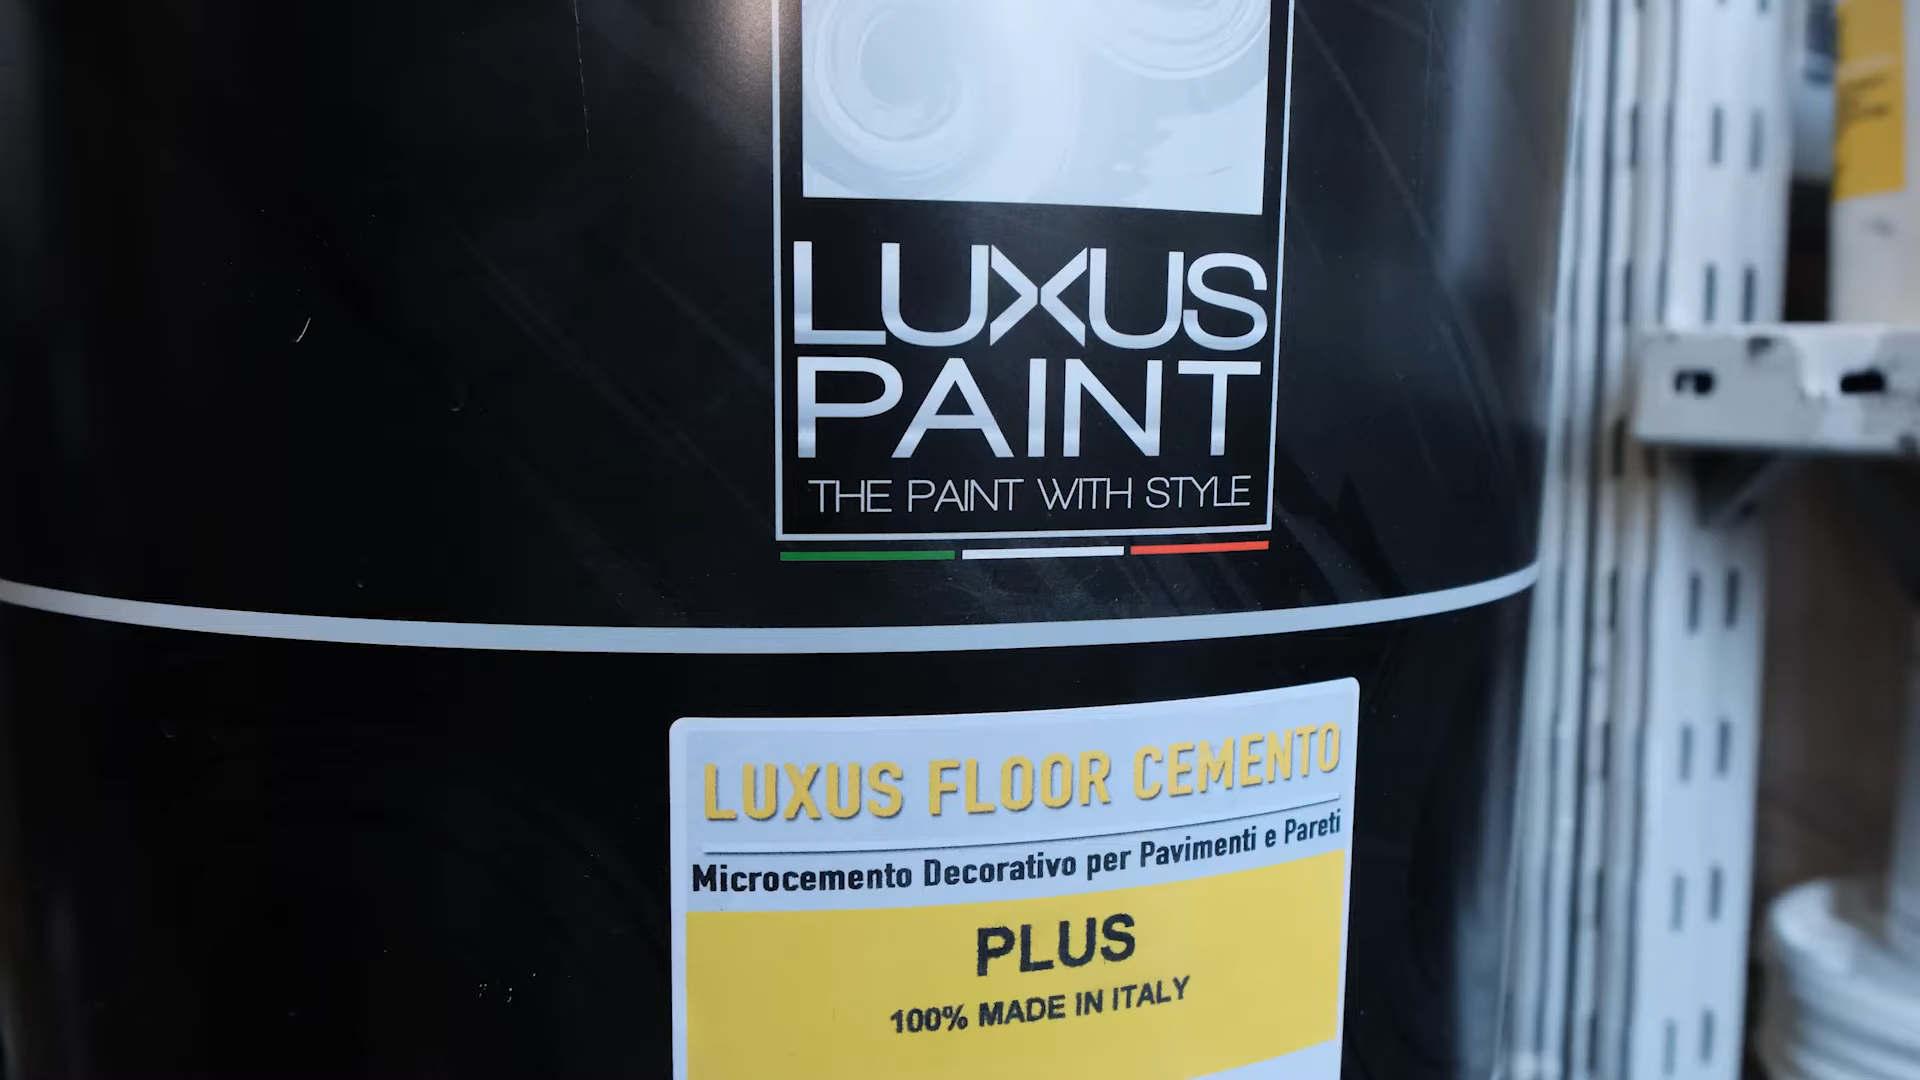 LUXUS
PAINT
THE PAINT WITH STYLE
LUXUS FLOOR CEMENTO
Microcemento Decorativo per Pavimenti e Pareti
PLUS
100% MADE IN ITALY